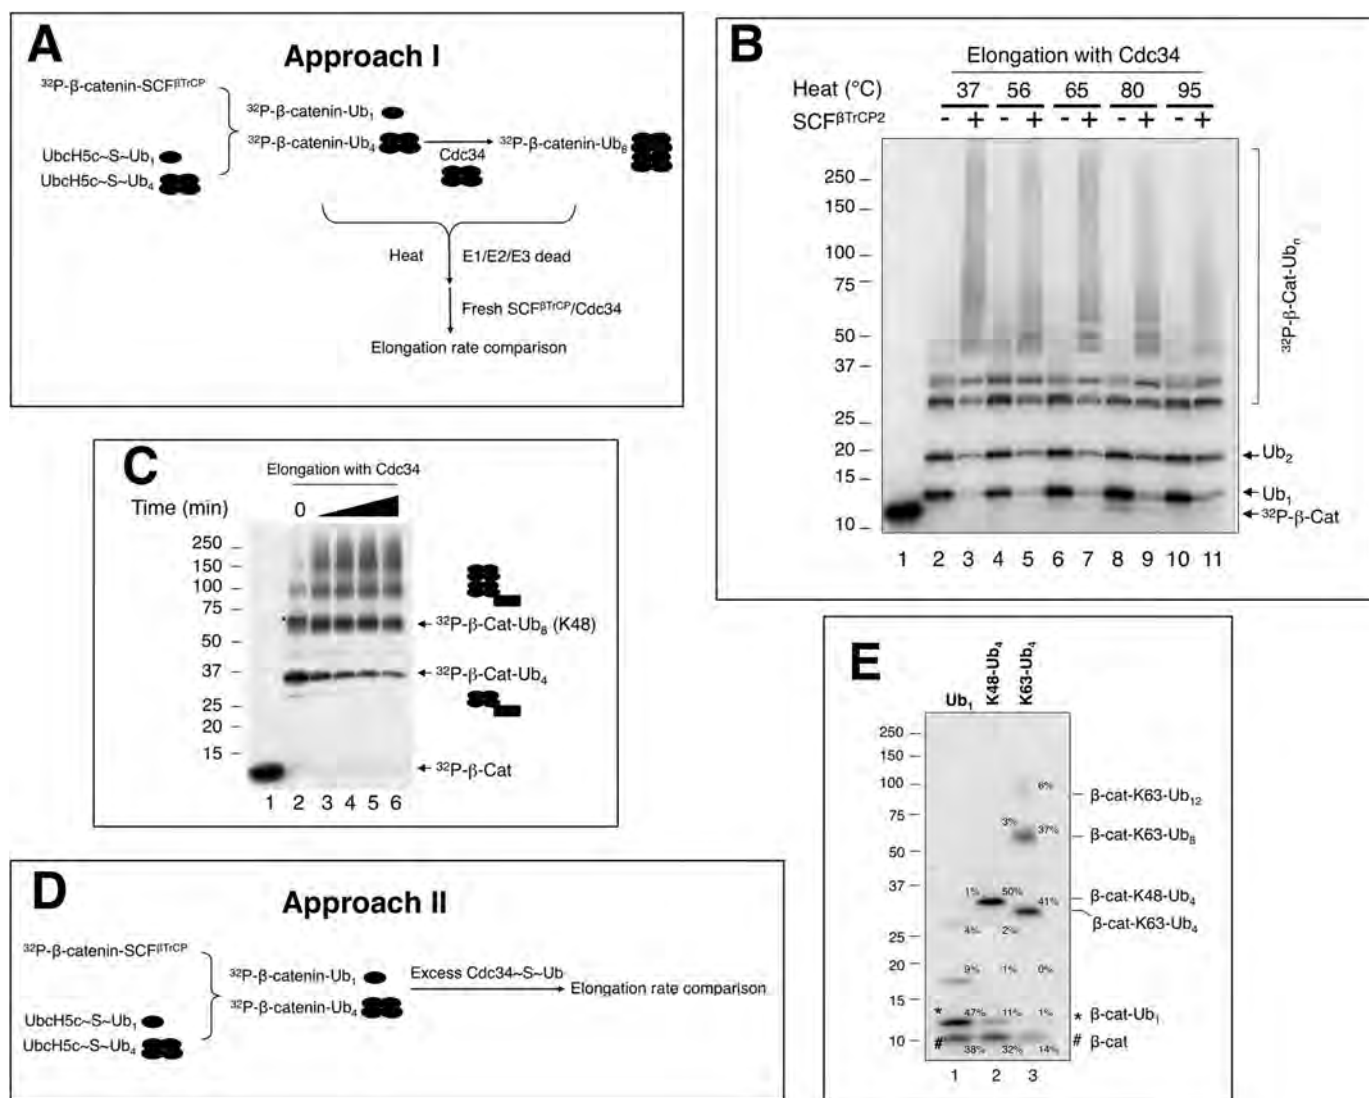 A
Approach I
³²P-β-catenin-SCF^βTrCP
UbcH5c~S~Ub₁
UbcH5c~S~Ub₄
³²P-β-catenin-Ub₁
³²P-β-catenin-Ub₄
Cdc34
³²P-β-catenin-Ub₈
Heat
E1/E2/E3 dead
Fresh SCF^βTrCP/Cdc34
Elongation rate comparison
B
Elongation with Cdc34
Heat (°C) 37 56 65 80 95
SCF^βTrCP2 - + - + - + - + - +
250
150
100
75
50
37
25
20
15
10
³²P-β-Cat-Ubₙ
Ub₂
Ub₁
³²P-β-Cat
1 2 3 4 5 6 7 8 9 10 11
C
Elongation with Cdc34
Time (min) 0
250
150
100
75
50
37
25
20
15
³²P-β-Cat-Ub₈ (K48)
³²P-β-Cat-Ub₄
³²P-β-Cat
1 2 3 4 5 6
D
Approach II
³²P-β-catenin-SCF^βTrCP
UbcH5c~S~Ub₁
UbcH5c~S~Ub₄
³²P-β-catenin-Ub₁
³²P-β-catenin-Ub₄
Excess Cdc34~S~Ub
Elongation rate comparison
E
Ub₁ K48-Ub₄ K63-Ub₄
250
150
100
75
50
37
25
20
15
10
6%
3% 37%
1% 50% 41%
4% 2%
9% 1% 0%
* 47% 11% 1%
# 38% 32% 14%
β-cat-K63-Ub₁₂
β-cat-K63-Ub₈
β-cat-K48-Ub₄
β-cat-K63-Ub₄
* β-cat-Ub₁
# β-cat
1 2 3